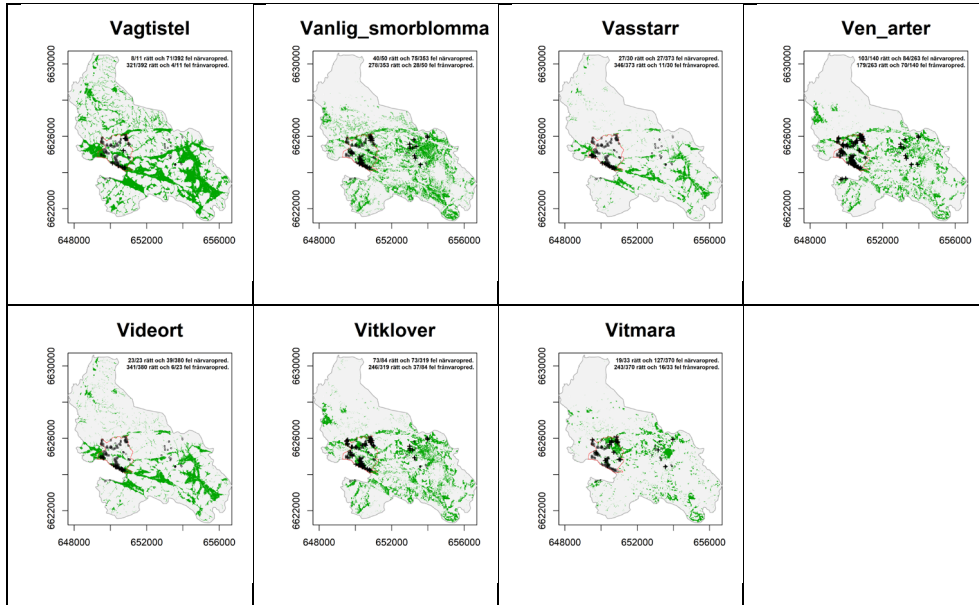 Vagtistel
8/11 rätt och 71/392 fel närvaropred.
321/392 rätt och 4/11 fel frånvaropred.
6630000
6626000
6622000
648000 652000 656000
Vanlig_smorblomma
40/50 rätt och 75/353 fel närvaropred.
278/353 rätt och 28/50 fel frånvaropred.
6630000
6626000
6622000
648000 652000 656000
Vasstarr
27/30 rätt och 27/373 fel närvaropred.
346/373 rätt och 11/30 fel frånvaropred.
6630000
6626000
6622000
648000 652000 656000
Ven_arter
103/140 rätt och 84/263 fel närvaropred.
179/263 rätt och 70/140 fel frånvaropred.
6630000
6626000
6622000
648000 652000 656000
Videort
23/23 rätt och 39/380 fel närvaropred.
341/380 rätt och 6/23 fel frånvaropred.
6630000
6626000
6622000
648000 652000 656000
Vitklover
73/84 rätt och 73/319 fel närvaropred.
246/319 rätt och 37/84 fel frånvaropred.
6630000
6626000
6622000
648000 652000 656000
Vitmara
19/33 rätt och 127/370 fel närvaropred.
243/370 rätt och 16/33 fel frånvaropred.
6630000
6626000
6622000
648000 652000 656000